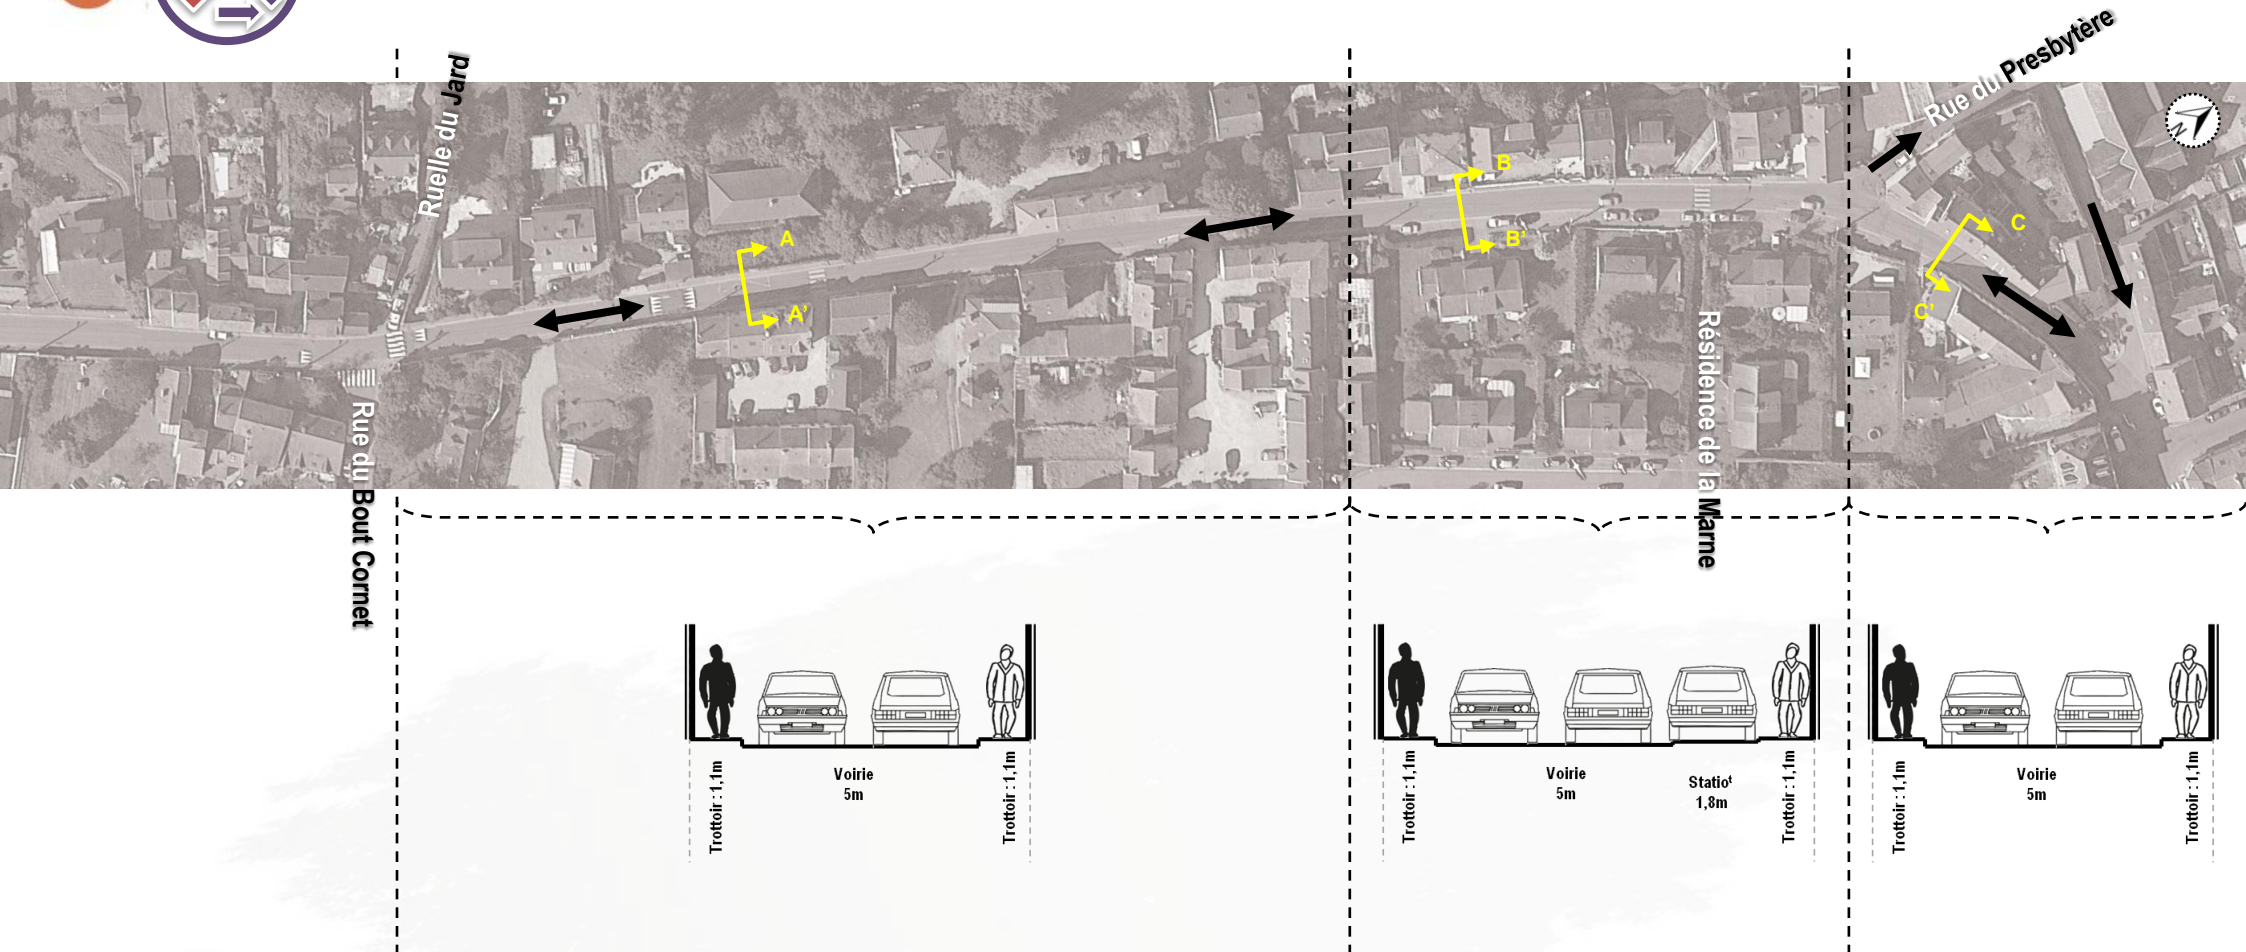 Rue du Presbytère
Ruelle du Jard
N
A
A'
B
B'
C
C'
Rue du Bout Cornet
Résidence de la Marne
Trottoir : 1,1m
Voirie
5m
Trottoir : 1,1m
Trottoir : 1,1m
Voirie
5m
Statioᵗ
1,8m
Trottoir : 1,1m
Trottoir : 1,1m
Voirie
5m
Trottoir : 1,1m